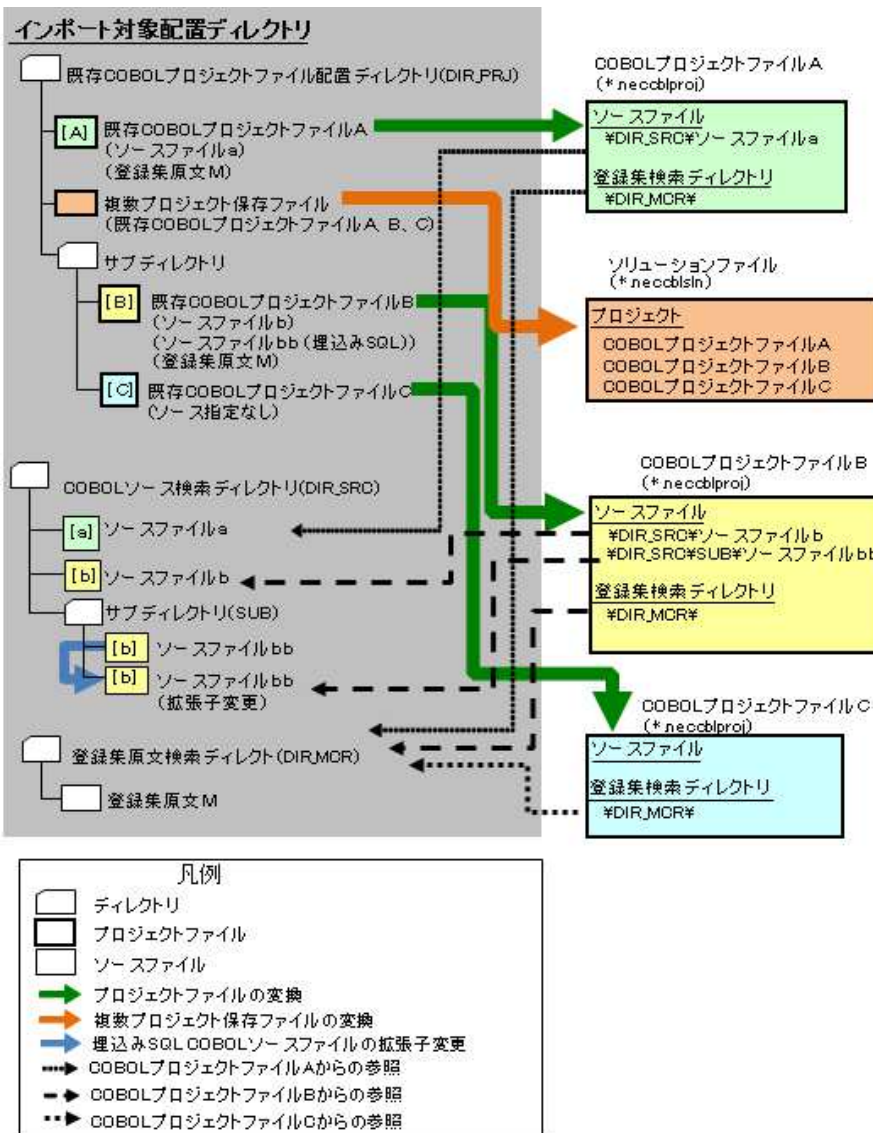 インポート対象配置ディレクトリ
既存COBOLプロジェクトファイル配置ディレクトリ(DIR_PRJ)
[A] 既存COBOLプロジェクトファイルA
(ソースファイルa)
(登録集原文M)
複数プロジェクト保存ファイル
(既存COBOLプロジェクトファイルA、B、C)
サブディレクトリ
[B] 既存COBOLプロジェクトファイルB
(ソースファイルb)
(ソースファイルbb(埋込みSQL))
(登録集原文M)
[C] 既存COBOLプロジェクトファイルC
(ソース指定なし)
COBOLソース検索ディレクトリ(DIR_SRC)
[a] ソースファイルa
[b] ソースファイルb
サブディレクトリ(SUB)
[b] ソースファイルbb
[b] ソースファイルbb
(拡張子変更)
登録集原文検索ディレクト(DIR_MCR)
登録集原文M
COBOLプロジェクトファイルA
(*.neccblproj)
ソースファイル
¥DIR_SRC¥ソースファイルa
登録集検索ディレクトリ
¥DIR_MCR¥
ソリューションファイル
(*.neccblsln)
プロジェクト
COBOLプロジェクトファイルA
COBOLプロジェクトファイルB
COBOLプロジェクトファイルC
COBOLプロジェクトファイルB
(*.neccblproj)
ソースファイル
¥DIR_SRC¥ソースファイルb
¥DIR_SRC¥SUB¥ソースファイルbb
登録集検索ディレクトリ
¥DIR_MCR¥
COBOLプロジェクトファイルC
(*.neccblproj)
ソースファイル
登録集検索ディレクトリ
¥DIR_MCR¥
凡例
ディレクトリ
プロジェクトファイル
ソースファイル
プロジェクトファイルの変換
複数プロジェクト保存ファイルの変換
埋込みSQLCOBOLソースファイルの拡張子変更
COBOLプロジェクトファイルAからの参照
COBOLプロジェクトファイルBからの参照
COBOLプロジェクトファイルCからの参照